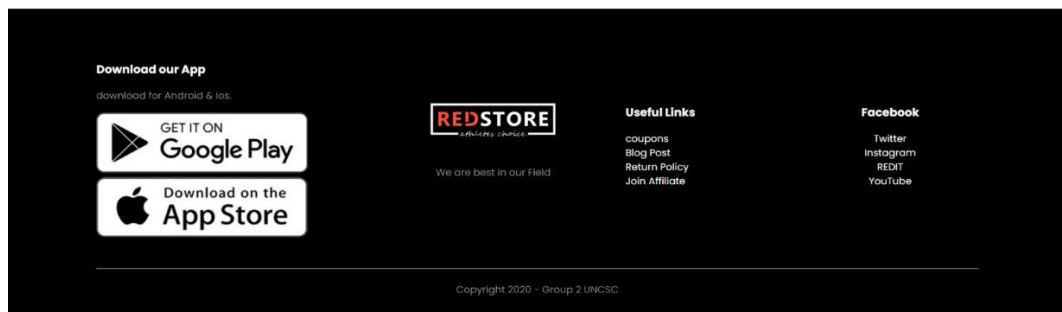 Download our App
download for Android & Ios.
GET IT ON
Google Play
Download on the
App Store
REDSTORE
athletes choice
We are best in our Field
Useful Links
coupons
Blog Post
Return Policy
Join Affiliate
Facebook
Twitter
Instagram
REDIT
YouTube
Copyright 2020 - Group 2 UNCSC